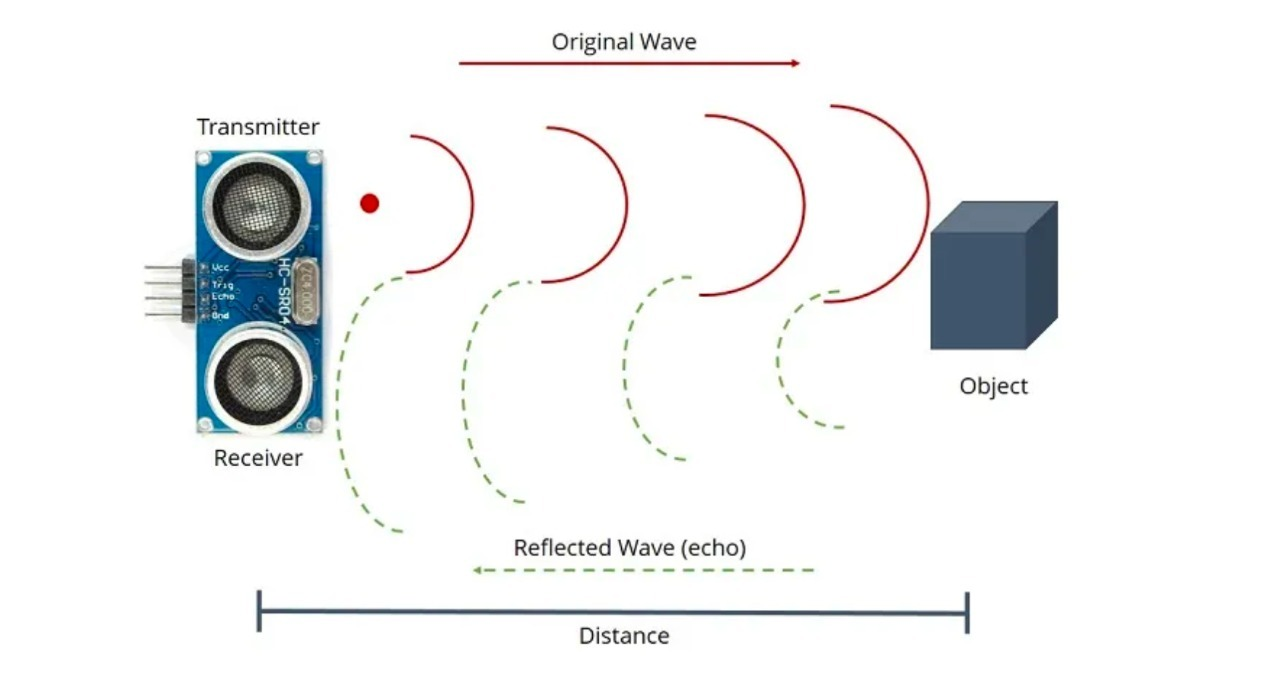 Original Wave
Transmitter
Vcc
Trig
Echo
Gnd
HC-SR04
Receiver
Object
Reflected Wave (echo)
Distance